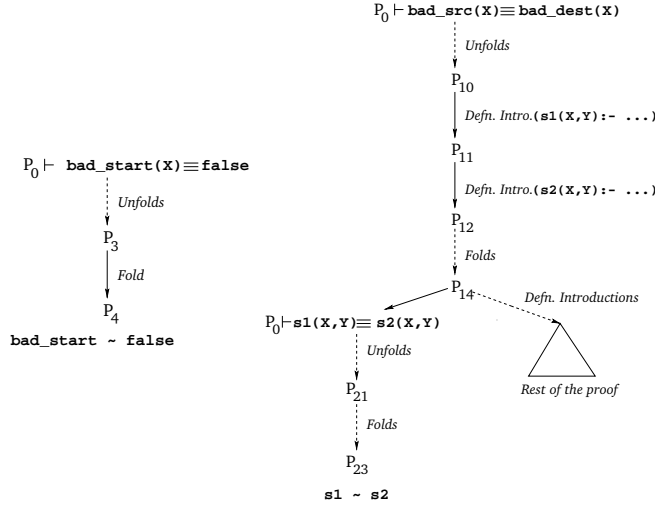 P0 ⊢ bad_start(X)≡false
Unfolds
P3
Fold
P4
bad_start ~ false
P0 ⊢ bad_src(X)≡ bad_dest(X)
Unfolds
P10
Defn. Intro.(s1(X,Y):- ...)
P11
Defn. Intro.(s2(X,Y):- ...)
P12
Folds
P14
Defn. Introductions
Rest of the proof
P0 ⊢s1(X,Y)≡ s2(X,Y)
Unfolds
P21
Folds
P23
s1 ~ s2